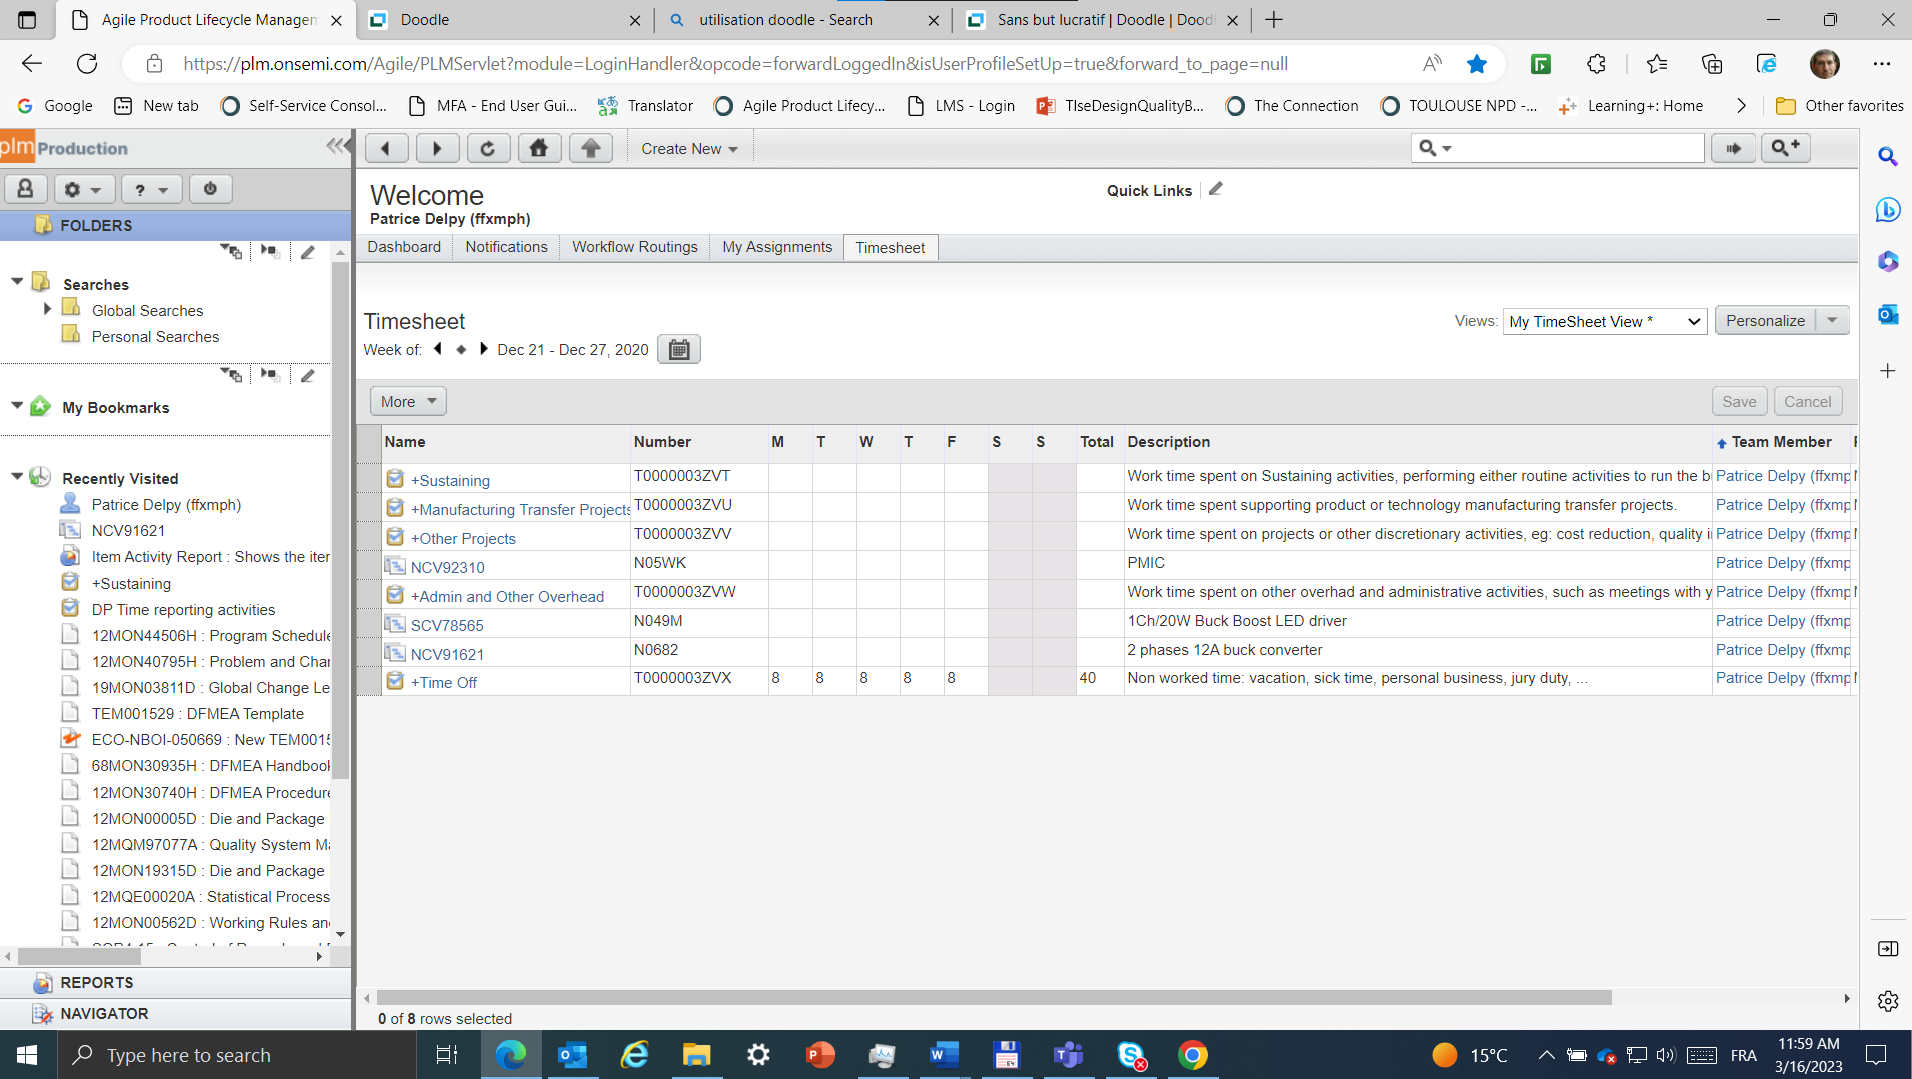 Agile Product Lifecycle Managem
Doodle
utilisation doodle - Search
Sans but lucratif | Doodle | Dood
https://plm.onsemi.com/Agile/PLMServlet?module=LoginHandler&opcode=forwardLoggedIn&isUserProfileSetUp=true&forward_to_page=null
Google
New tab
Self-Service Consol...
MFA - End User Gui...
Translator
Agile Product Lifecy...
LMS - Login
TlseDesignQualityB...
The Connection
TOULOUSE NPD -...
Learning+: Home
Other favorites
plm Production
Create New
FOLDERS
Searches
Global Searches
Personal Searches
My Bookmarks
Recently Visited
Patrice Delpy (ffxmph)
NCV91621
Item Activity Report : Shows the iter
+Sustaining
DP Time reporting activities
12MON44506H : Program Schedule
12MON40795H : Problem and Char
19MON03811D : Global Change Le
TEM001529 : DFMEA Template
ECO-NBOI-050669 : New TEM0015
68MON30935H : DFMEA Handbook
12MON30740H : DFMEA Procedure
12MON00005D : Die and Package
12MQM97077A : Quality System Ma
12MON19315D : Die and Package
12MQE00020A : Statistical Process
12MON00562D : Working Rules and
REPORTS
NAVIGATOR
Welcome
Patrice Delpy (ffxmph)
Quick Links
Dashboard
Notifications
Workflow Routings
My Assignments
Timesheet
Timesheet
Views: My TimeSheet View *
Personalize
Week of: Dec 21 - Dec 27, 2020
More
Save
Cancel
Name Number M T W T F S S Total Description Team Member
+Sustaining T0000003ZVT Work time spent on Sustaining activities, performing either routine activities to run the b Patrice Delpy (ffxmp
+Manufacturing Transfer Projects T0000003ZVU Work time spent supporting product or technology manufacturing transfer projects. Patrice Delpy (ffxmp
+Other Projects T0000003ZVV Work time spent on projects or other discretionary activities, eg: cost reduction, quality i Patrice Delpy (ffxmp
NCV92310 N05WK PMIC Patrice Delpy (ffxmp
+Admin and Other Overhead T0000003ZVW Work time spent on other overhad and administrative activities, such as meetings with y Patrice Delpy (ffxmp
SCV78565 N049M 1Ch/20W Buck Boost LED driver Patrice Delpy (ffxmp
NCV91621 N0682 2 phases 12A buck converter Patrice Delpy (ffxmp
+Time Off T0000003ZVX 8 8 8 8 8 40 Non worked time: vacation, sick time, personal business, jury duty, ... Patrice Delpy (ffxmp
0 of 8 rows selected
Type here to search
15°C
FRA
11:59 AM
3/16/2023